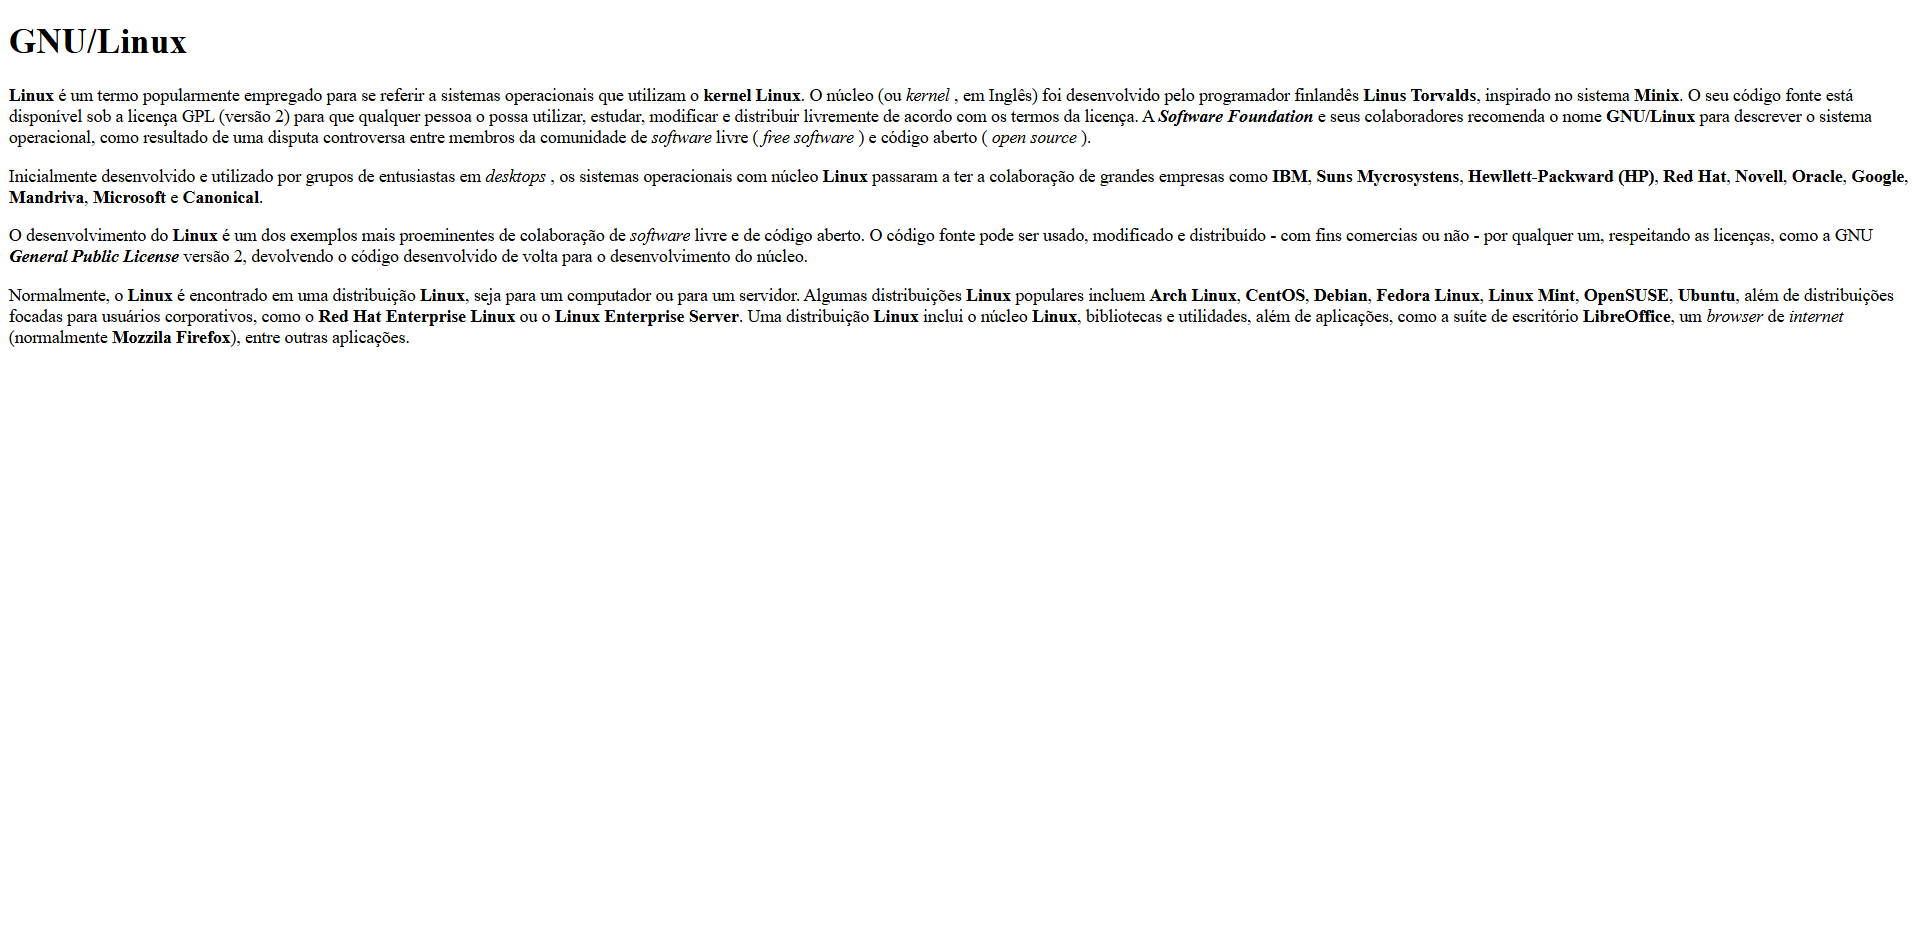 GNU/Linux
Linux é um termo popularmente empregado para se referir a sistemas operacionais que utilizam o kernel Linux. O núcleo (ou kernel , em Inglês) foi desenvolvido pelo programador finlandês Linus Torvalds, inspirado no sistema Minix. O seu código fonte está
disponível sob a licença GPL (versão 2) para que qualquer pessoa o possa utilizar, estudar, modificar e distribuir livremente de acordo com os termos da licença. A Software Foundation e seus colaboradores recomenda o nome GNU/Linux para descrever o sistema
operacional, como resultado de uma disputa controversa entre membros da comunidade de software livre ( free software ) e código aberto ( open source ).
Inicialmente desenvolvido e utilizado por grupos de entusiastas em desktops , os sistemas operacionais com núcleo Linux passaram a ter a colaboração de grandes empresas como IBM, Suns Mycrosystens, Hewllett-Packward (HP), Red Hat, Novell, Oracle, Google,
Mandriva, Microsoft e Canonical.
O desenvolvimento do Linux é um dos exemplos mais proeminentes de colaboração de software livre e de código aberto. O código fonte pode ser usado, modificado e distribuído - com fins comercias ou não - por qualquer um, respeitando as licenças, como a GNU
General Public License versão 2, devolvendo o código desenvolvido de volta para o desenvolvimento do núcleo.
Normalmente, o Linux é encontrado em uma distribuição Linux, seja para um computador ou para um servidor. Algumas distribuições Linux populares incluem Arch Linux, CentOS, Debian, Fedora Linux, Linux Mint, OpenSUSE, Ubuntu, além de distribuições
focadas para usuários corporativos, como o Red Hat Enterprise Linux ou o Linux Enterprise Server. Uma distribuição Linux inclui o núcleo Linux, bibliotecas e utilidades, além de aplicações, como a suíte de escritório LibreOffice, um browser de internet
(normalmente Mozzila Firefox), entre outras aplicações.